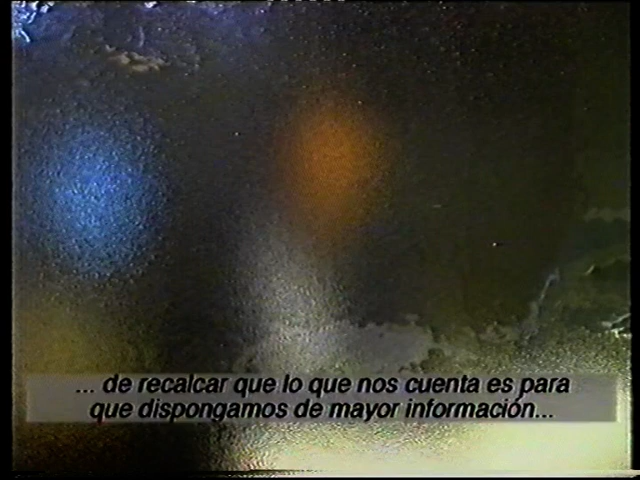 ... de recalcar que lo que nos cuenta es para
que dispongamos de mayor información...